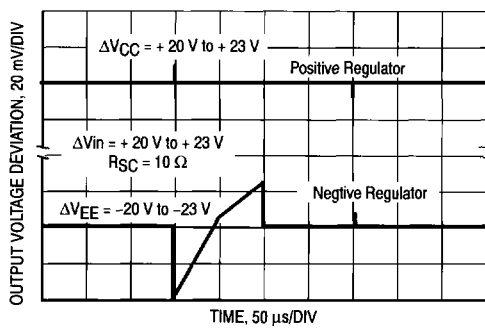 OUTPUT VOLTAGE DEVIATION, 20 mV/DIV
ΔVCC = + 20 V to + 23 V
Positive Regulator
ΔVin = + 20 V to + 23 V
RSC = 10 Ω
ΔVEE = –20 V to –23 V
Negtive Regulator
TIME, 50 µs/DIV